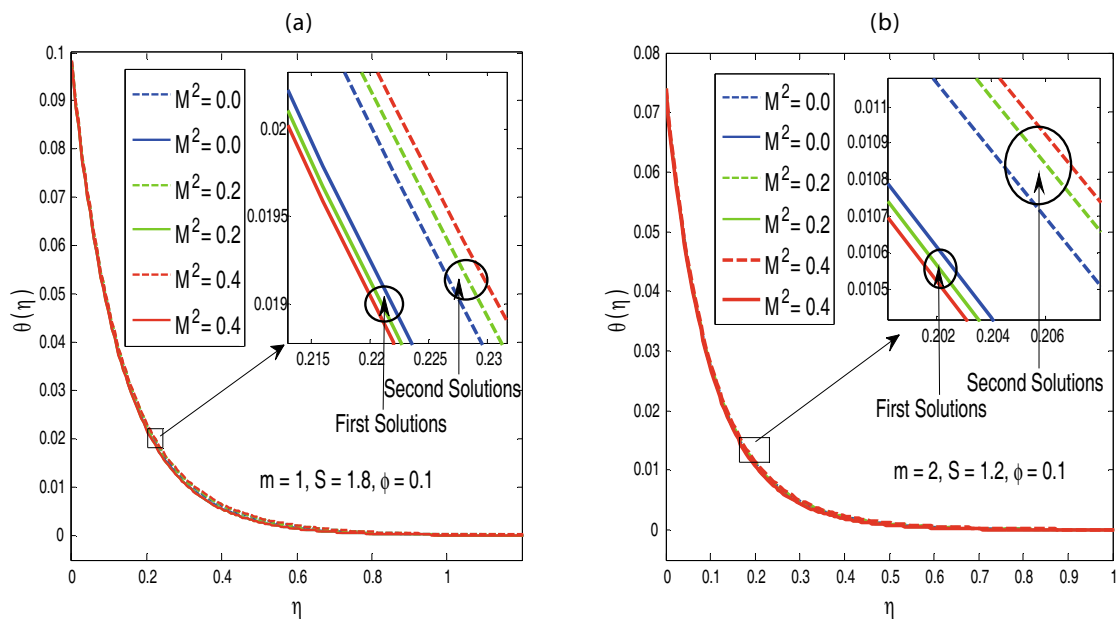 (a)
0.1
0.09
0.08
0.07
0.06
0.05
0.04
0.03
0.02
0.01
0
θ(η)
M² = 0.0
M² = 0.0
M² = 0.2
M² = 0.2
M² = 0.4
M² = 0.4
0.02
0.0195
0.019
0.215 0.22 0.225 0.23
Second Solutions
First Solutions
m = 1, S = 1.8, ϕ = 0.1
0 0.2 0.4 0.6 0.8 1
η
(b)
0.08
0.07
0.06
0.05
0.04
0.03
0.02
0.01
0
θ(η)
M² = 0.0
M² = 0.0
M² = 0.2
M² = 0.2
M² = 0.4
M² = 0.4
0.011
0.0109
0.0108
0.0107
0.0106
0.0105
0.202 0.204 0.206
Second Solutions
First Solutions
m = 2, S = 1.2, ϕ = 0.1
0 0.1 0.2 0.3 0.4 0.5 0.6 0.7 0.8 0.9 1
η